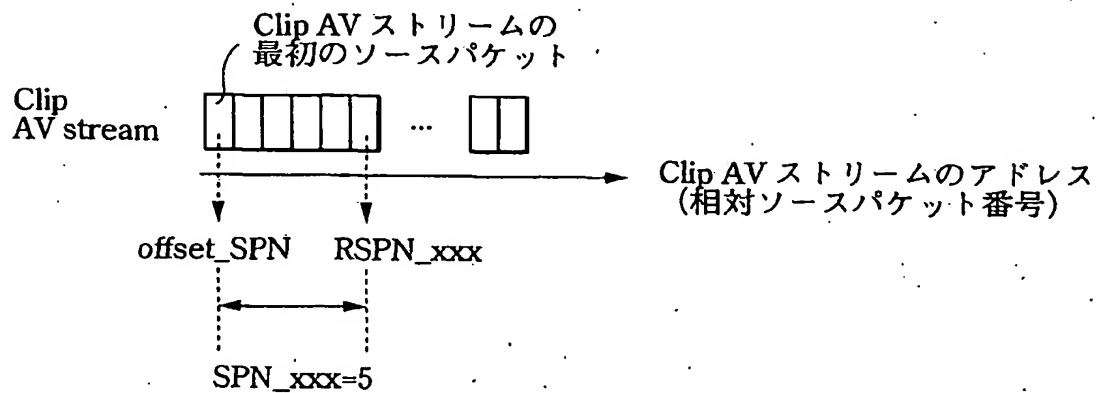 Clip AV ストリームの
最初のソースパケット
Clip
AV stream
...
Clip AV ストリームのアドレス
(相対ソースパケット番号)
offset_SPN RSPN_xxx
SPN_xxx=5